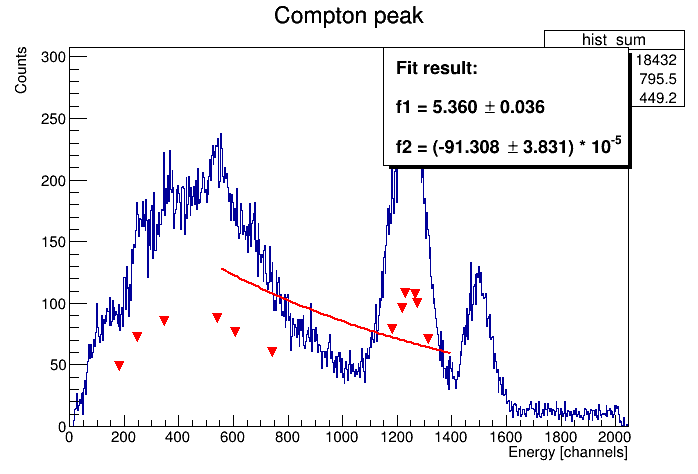 Compton peak
hist_sum
18432
795.5
449.2
Fit result:
f1 = 5.360 ± 0.036
f2 = (-91.308 ± 3.831) * 10^-5
Counts
300
250
200
150
100
50
0
0 200 400 600 800 1000 1200 1400 1600 1800 2000
Energy [channels]